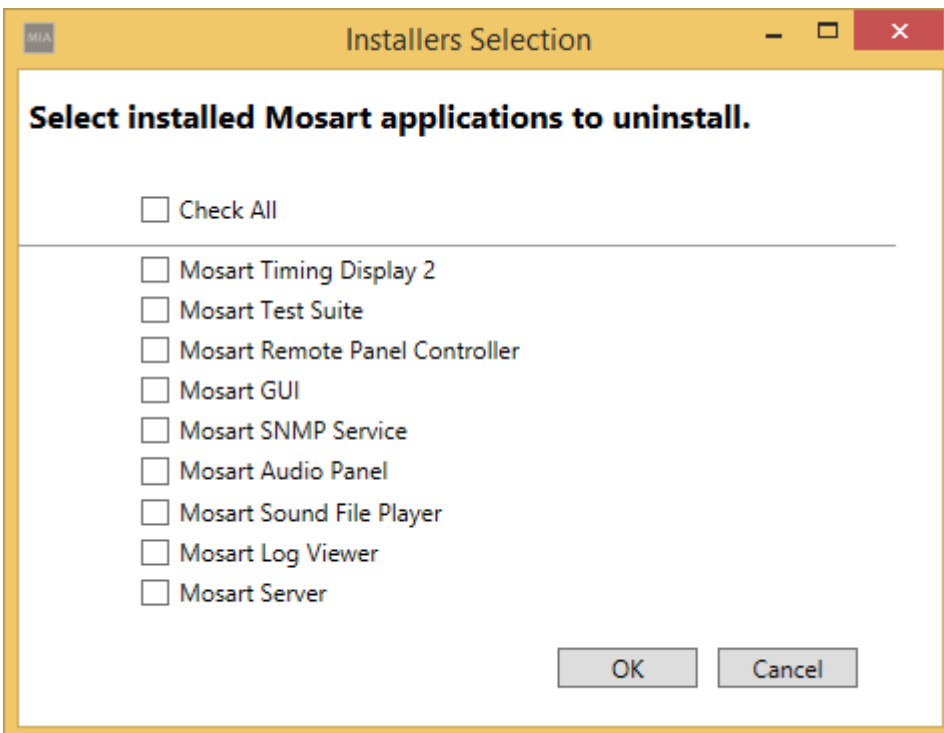 MIA
Installers Selection
Select installed Mosart applications to uninstall.
Check All
Mosart Timing Display 2
Mosart Test Suite
Mosart Remote Panel Controller
Mosart GUI
Mosart SNMP Service
Mosart Audio Panel
Mosart Sound File Player
Mosart Log Viewer
Mosart Server
OK Cancel